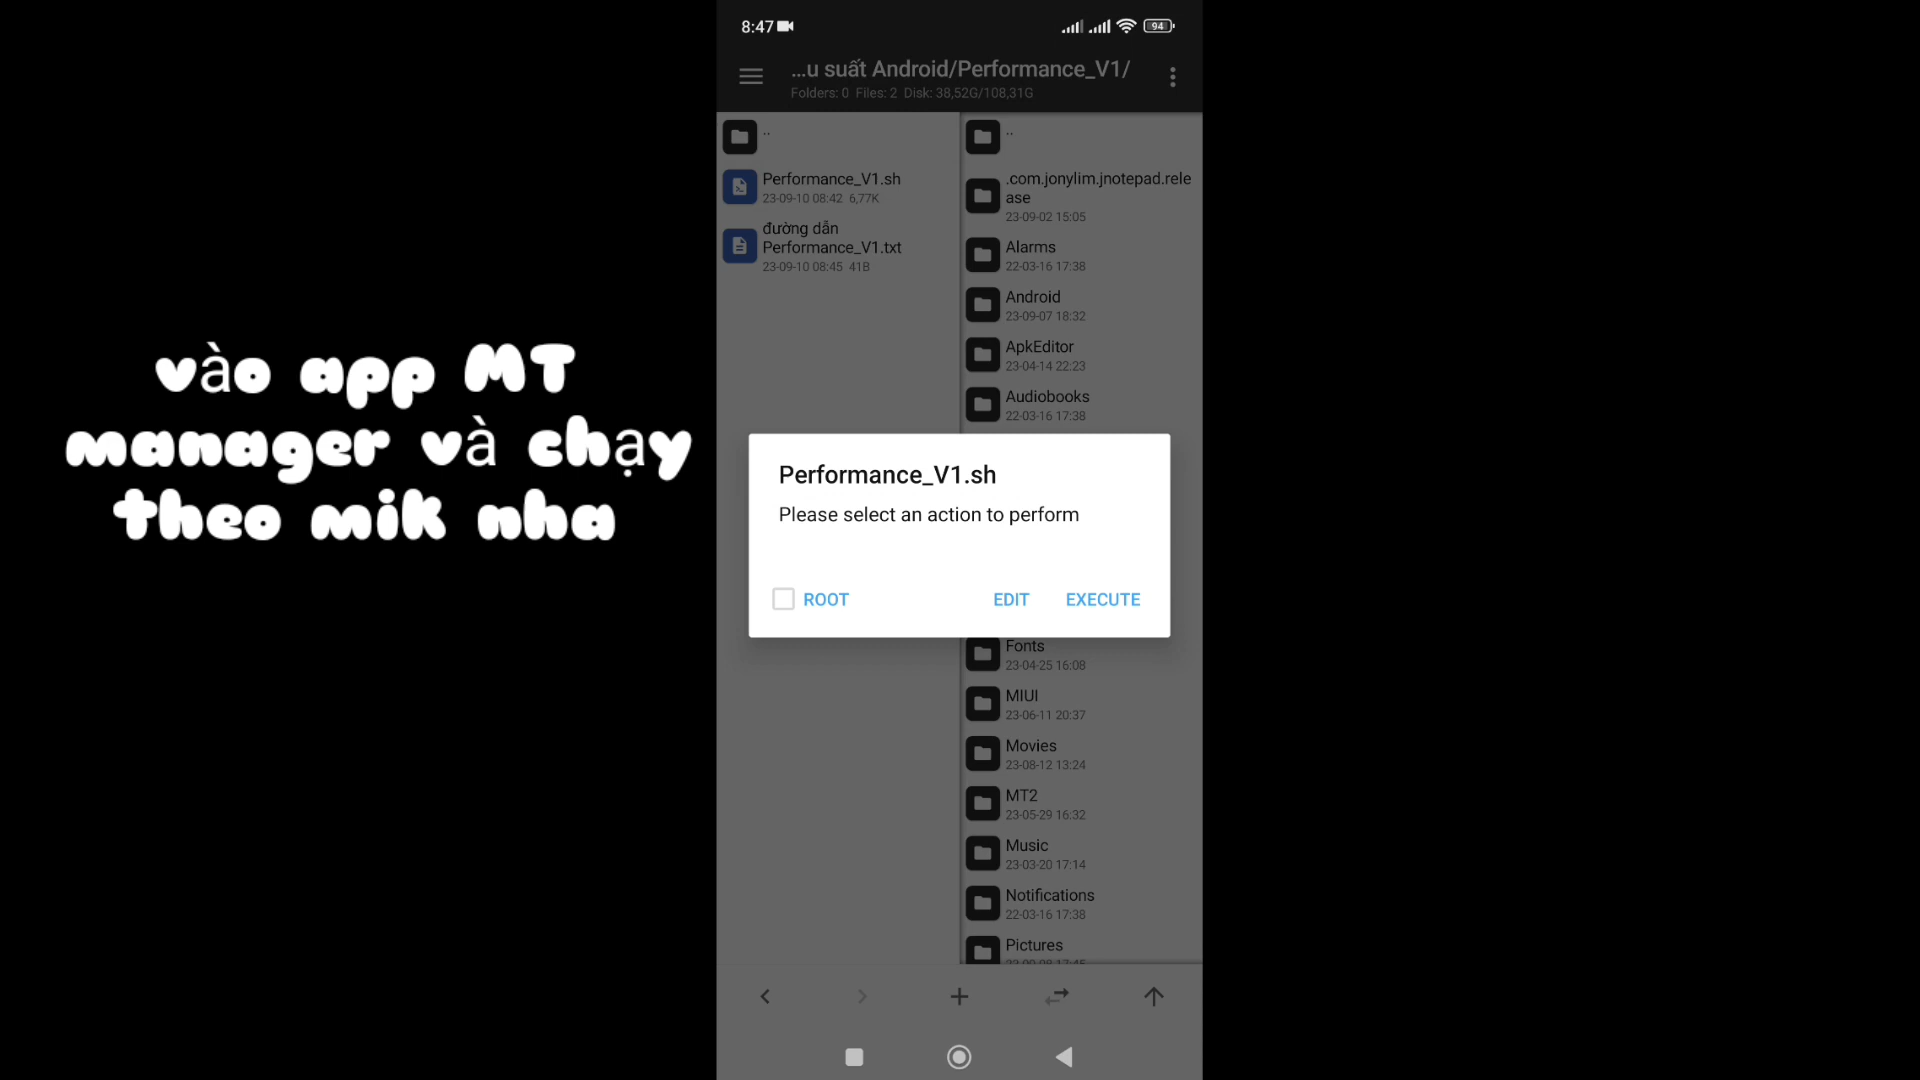 8:47
94
...u suất Android/Performance_V1/
Folders: 0 Files: 2 Disk: 38,52G/108,31G
..
Performance_V1.sh
23-09-10 08:42 6,77K
đường dẫn
Performance_V1.txt
23-09-10 08:45 41B
..
.com.jonylim.jnotepad.rele
ase
23-09-02 15:05
Alarms
22-03-16 17:38
Android
23-09-07 18:32
ApkEditor
23-04-14 22:23
Audiobooks
22-03-16 17:38
vào app MT
manager và chạy
theo mik nha
Performance_V1.sh
Please select an action to perform
ROOT EDIT EXECUTE
Fonts
23-04-25 16:08
MIUI
23-06-11 20:37
Movies
23-08-12 13:24
MT2
23-05-29 16:32
Music
23-03-20 17:14
Notifications
22-03-16 17:38
Pictures